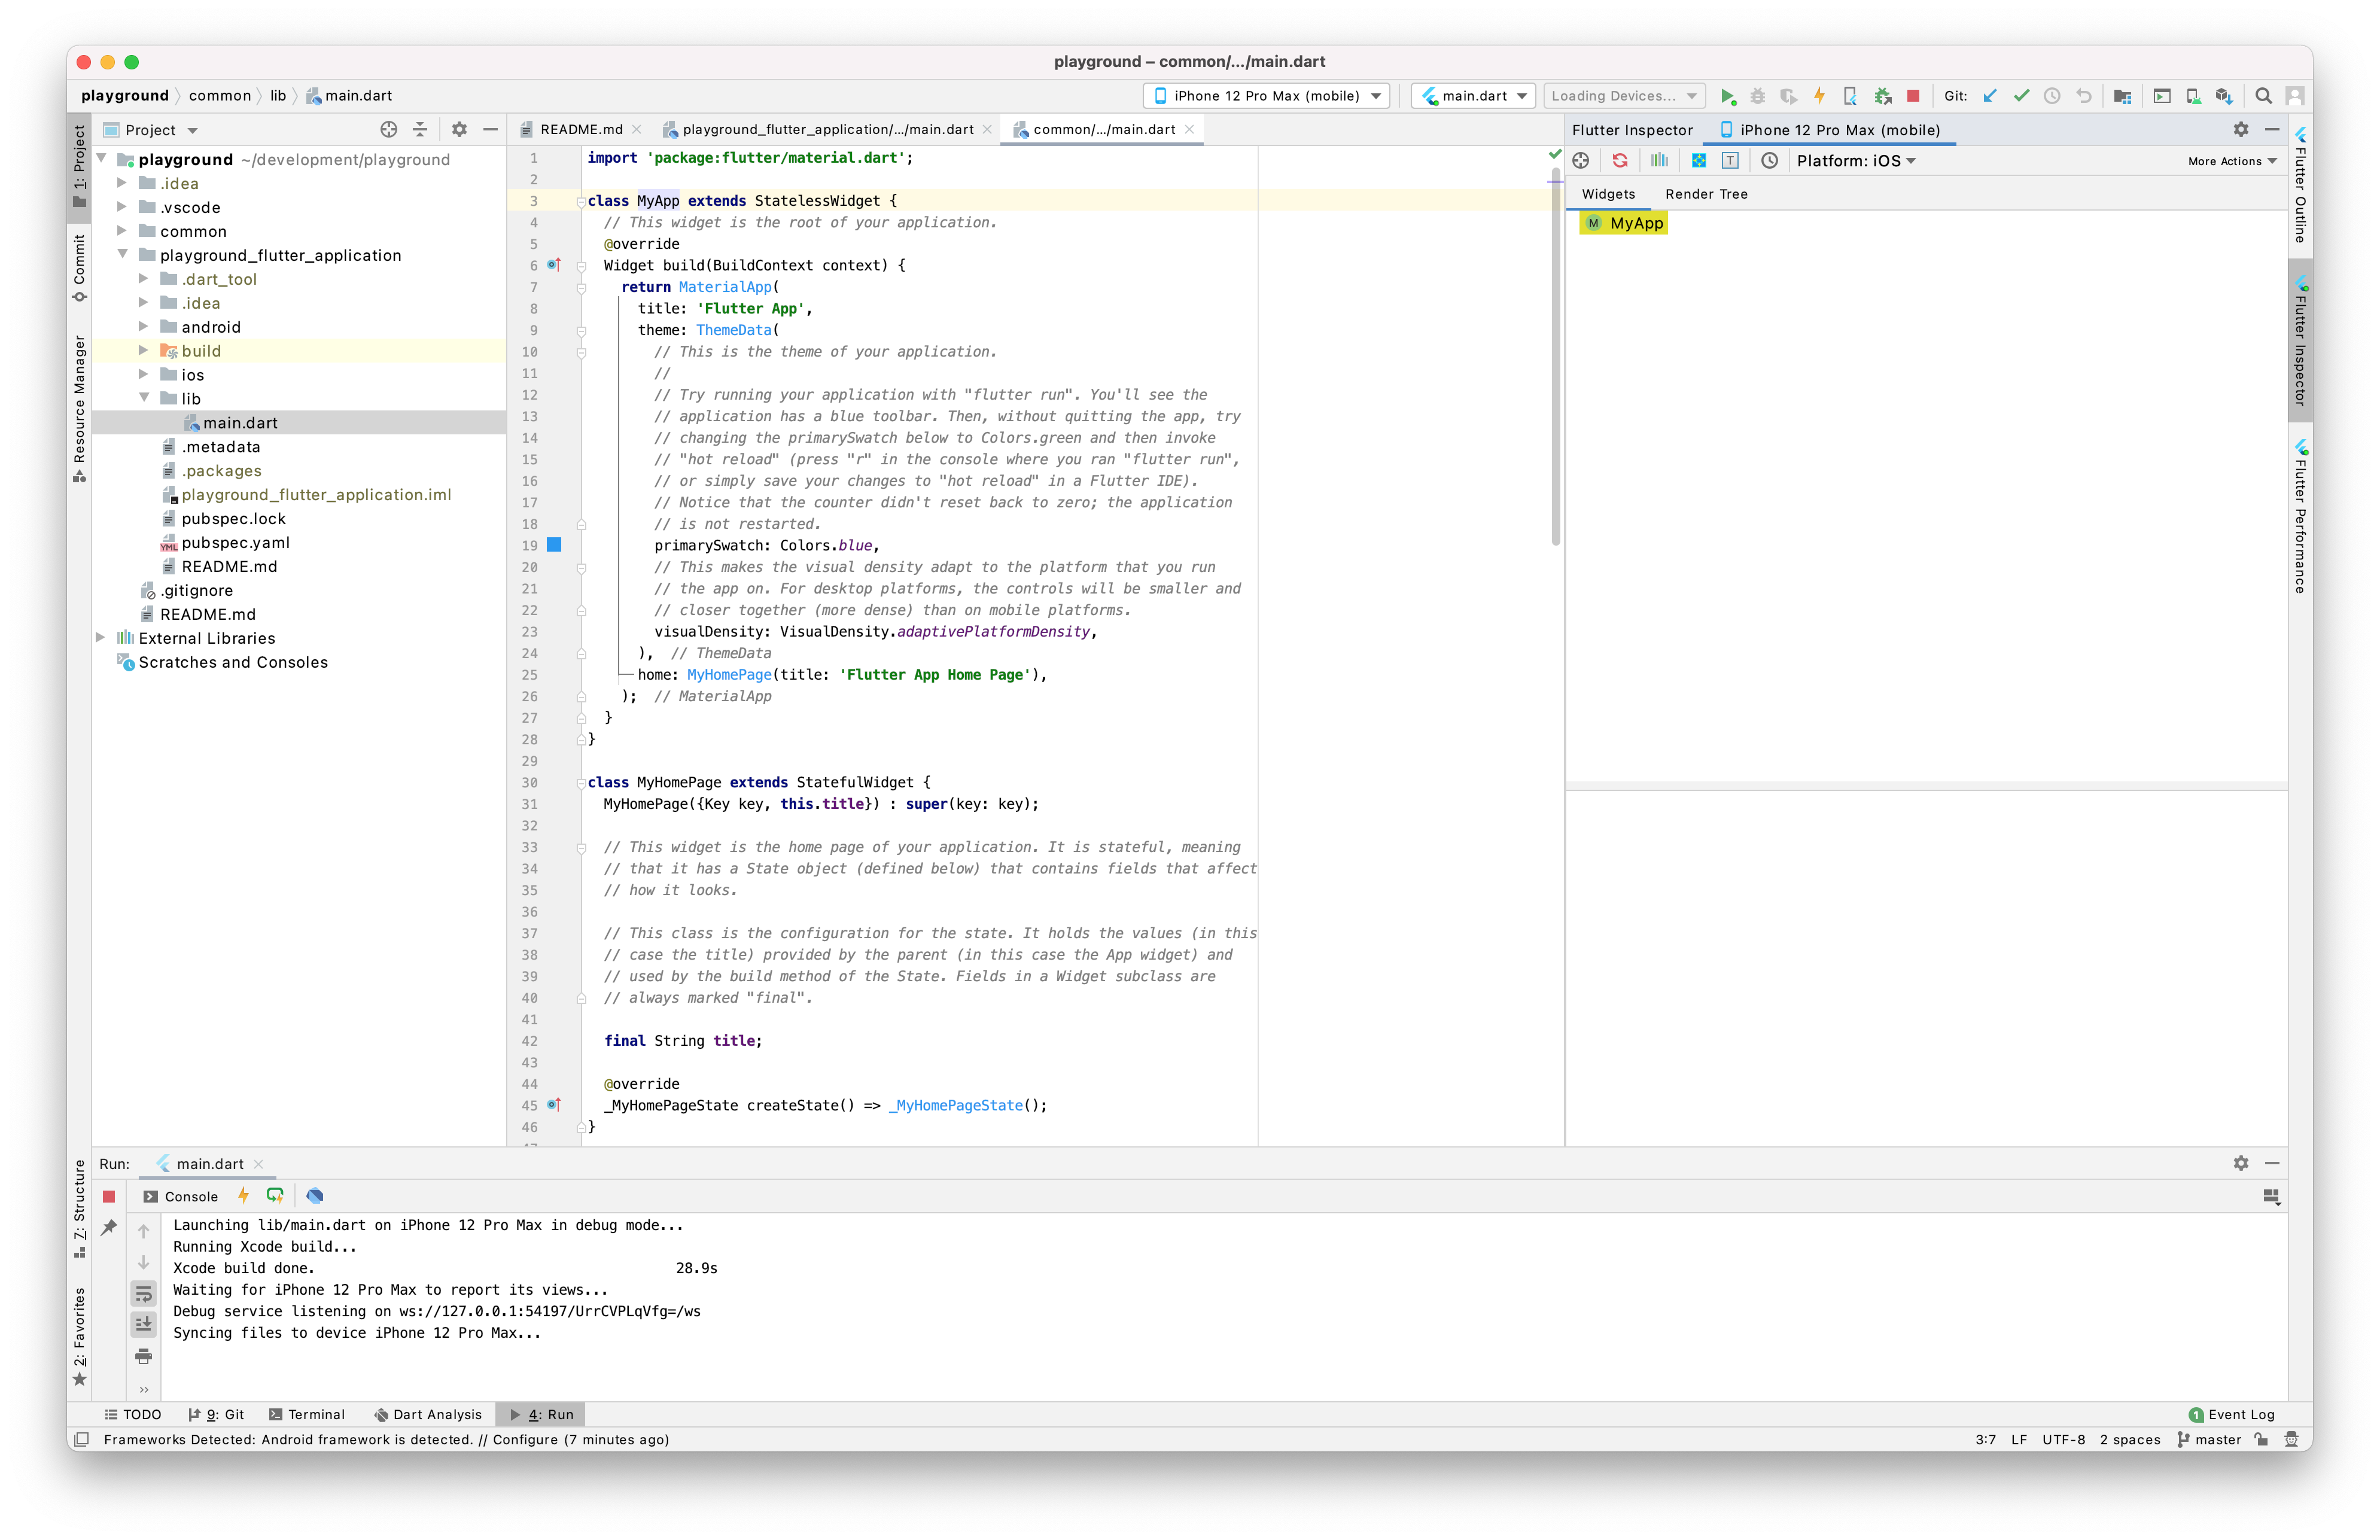 playground – common/.../main.dart
playground common lib main.dart
iPhone 12 Pro Max (mobile) main.dart Loading Devices... Git:
1: Project
Commit
Resource Manager
Project
playground ~/development/playground
.idea
.vscode
common
playground_flutter_application
.dart_tool
.idea
android
build
ios
lib
main.dart
.metadata
.packages
playground_flutter_application.iml
pubspec.lock
YML pubspec.yaml
README.md
.gitignore
README.md
External Libraries
Scratches and Consoles
README.md playground_flutter_application/.../main.dart common/.../main.dart
1 import 'package:flutter/material.dart';
2
3 class MyApp extends StatelessWidget {
4 // This widget is the root of your application.
5 @override
6 Widget build(BuildContext context) {
7 return MaterialApp(
8 title: 'Flutter App',
9 theme: ThemeData(
10 // This is the theme of your application.
11 //
12 // Try running your application with "flutter run". You'll see the
13 // application has a blue toolbar. Then, without quitting the app, try
14 // changing the primarySwatch below to Colors.green and then invoke
15 // "hot reload" (press "r" in the console where you ran "flutter run",
16 // or simply save your changes to "hot reload" in a Flutter IDE).
17 // Notice that the counter didn't reset back to zero; the application
18 // is not restarted.
19 primarySwatch: Colors.blue,
20 // This makes the visual density adapt to the platform that you run
21 // the app on. For desktop platforms, the controls will be smaller and
22 // closer together (more dense) than on mobile platforms.
23 visualDensity: VisualDensity.adaptivePlatformDensity,
24 ), // ThemeData
25 home: MyHomePage(title: 'Flutter App Home Page'),
26 ); // MaterialApp
27 }
28 }
29
30 class MyHomePage extends StatefulWidget {
31 MyHomePage({Key key, this.title}) : super(key: key);
32
33 // This widget is the home page of your application. It is stateful, meaning
34 // that it has a State object (defined below) that contains fields that affect
35 // how it looks.
36
37 // This class is the configuration for the state. It holds the values (in this
38 // case the title) provided by the parent (in this case the App widget) and
39 // used by the build method of the State. Fields in a Widget subclass are
40 // always marked "final".
41
42 final String title;
43
44 @override
45 _MyHomePageState createState() => _MyHomePageState();
46 }
Flutter Inspector iPhone 12 Pro Max (mobile)
Platform: iOS More Actions
Widgets Render Tree
M MyApp
Flutter Outline
Flutter Inspector
Flutter Performance
Z: Structure
2: Favorites
Run: main.dart
Console
Launching lib/main.dart on iPhone 12 Pro Max in debug mode...
Running Xcode build...
Xcode build done. 28.9s
Waiting for iPhone 12 Pro Max to report its views...
Debug service listening on ws://127.0.0.1:54197/UrrCVPLqVfg=/ws
Syncing files to device iPhone 12 Pro Max...
TODO 9: Git Terminal Dart Analysis 4: Run 1 Event Log
Frameworks Detected: Android framework is detected. // Configure (7 minutes ago) 3:7 LF UTF-8 2 spaces master